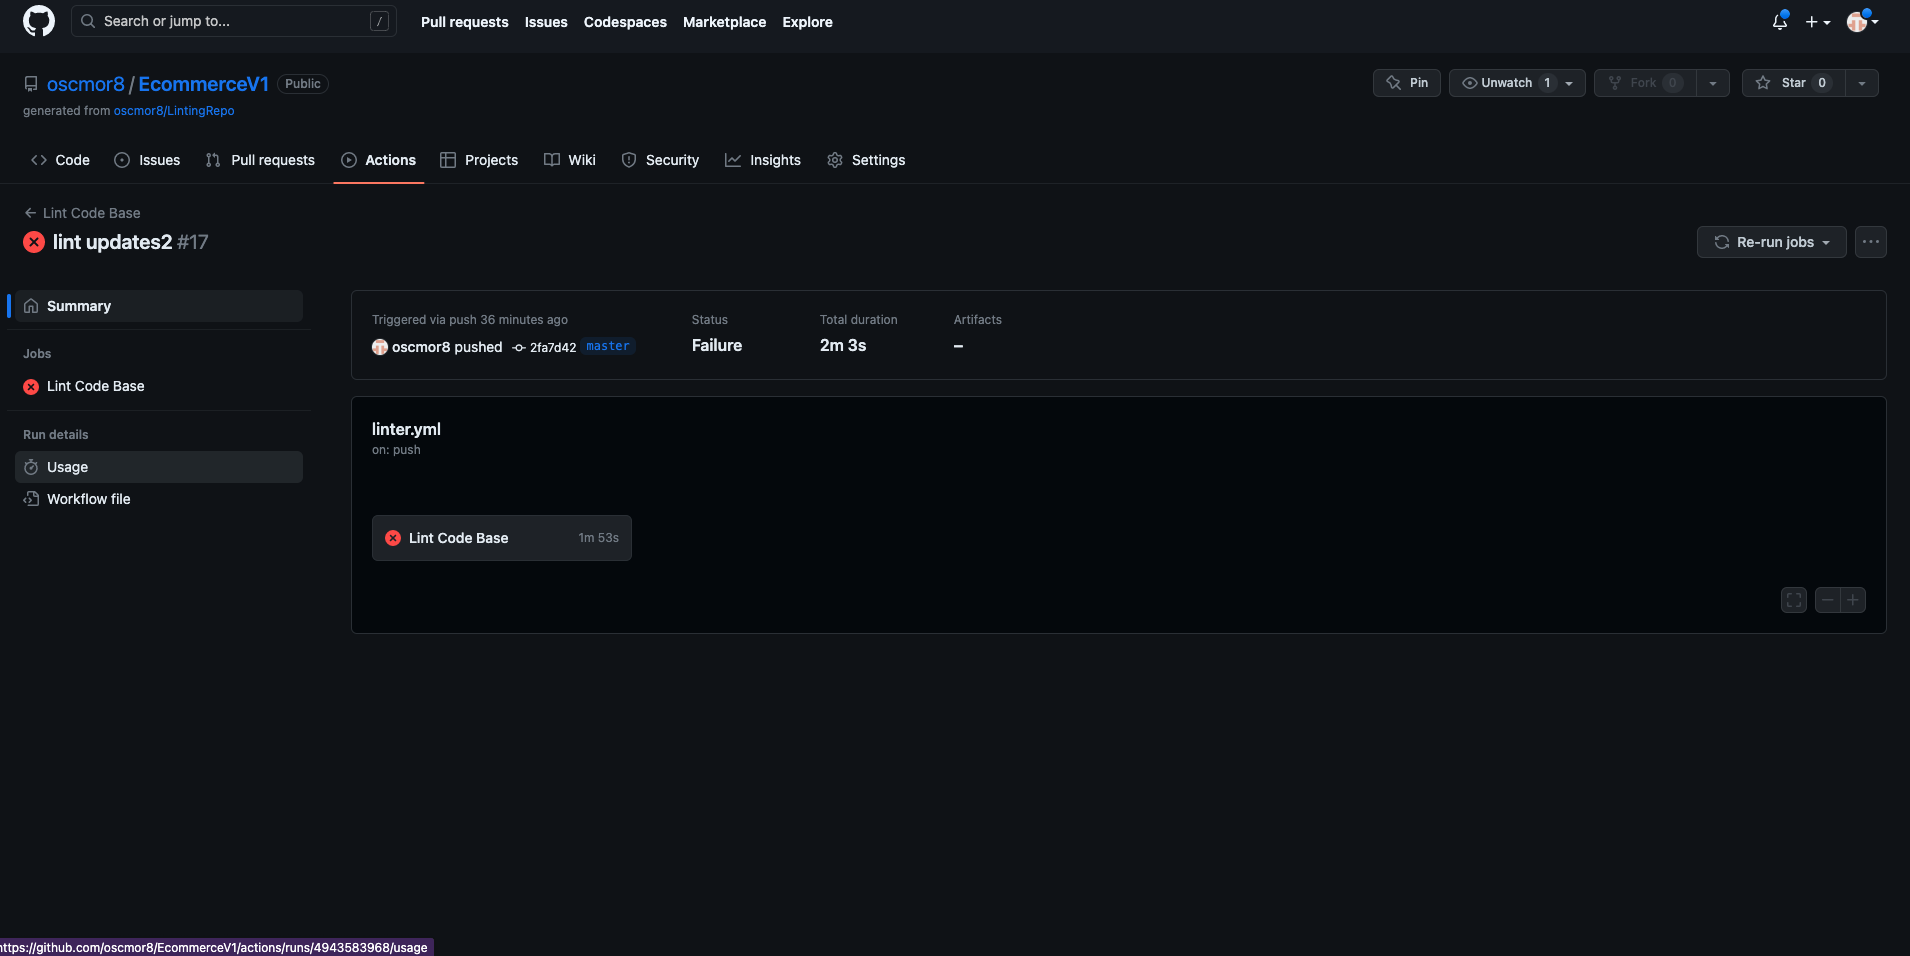 Search or jump to... /
Pull requests Issues Codespaces Marketplace Explore
oscmor8 / EcommerceV1 Public
Pin Unwatch 1 Fork 0 Star 0
generated from oscmor8/LintingRepo
Code Issues Pull requests Actions Projects Wiki Security Insights Settings
Lint Code Base
lint updates2 #17
Re-run jobs
Summary
Jobs
Lint Code Base
Run details
Usage
Workflow file
Triggered via push 36 minutes ago
oscmor8 pushed 2fa7d42 master
Status
Failure
Total duration
2m 3s
Artifacts
–
linter.yml
on: push
Lint Code Base 1m 53s
https://github.com/oscmor8/EcommerceV1/actions/runs/4943583968/usage